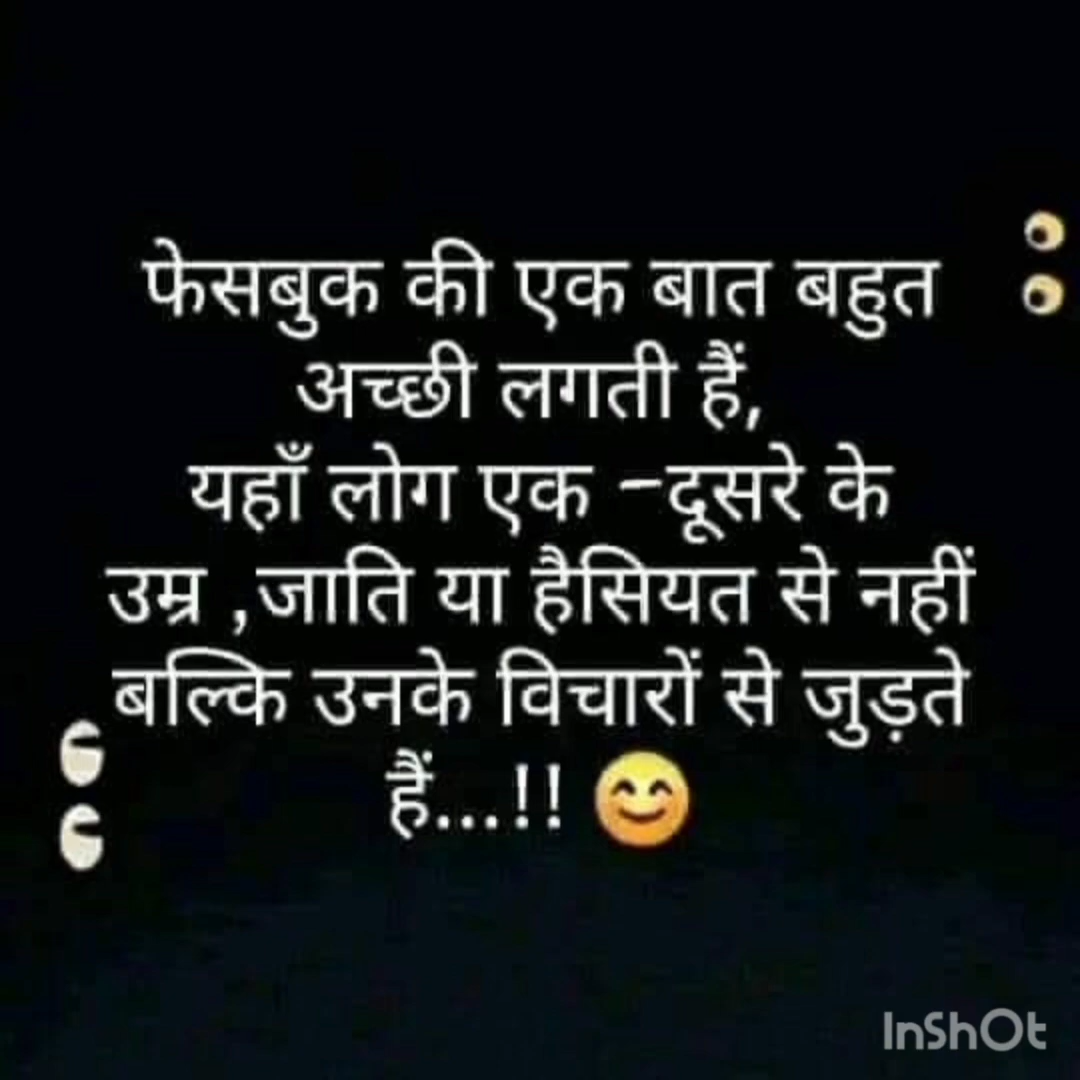 फेसबुक की एक बात बहुत
अच्छी लगती हैं,
यहाँ लोग एक -दूसरे के
उम्र ,जाति या हैसियत से नहीं
बल्कि उनके विचारों से जुड़ते
हैं...!! 😊
InShOt